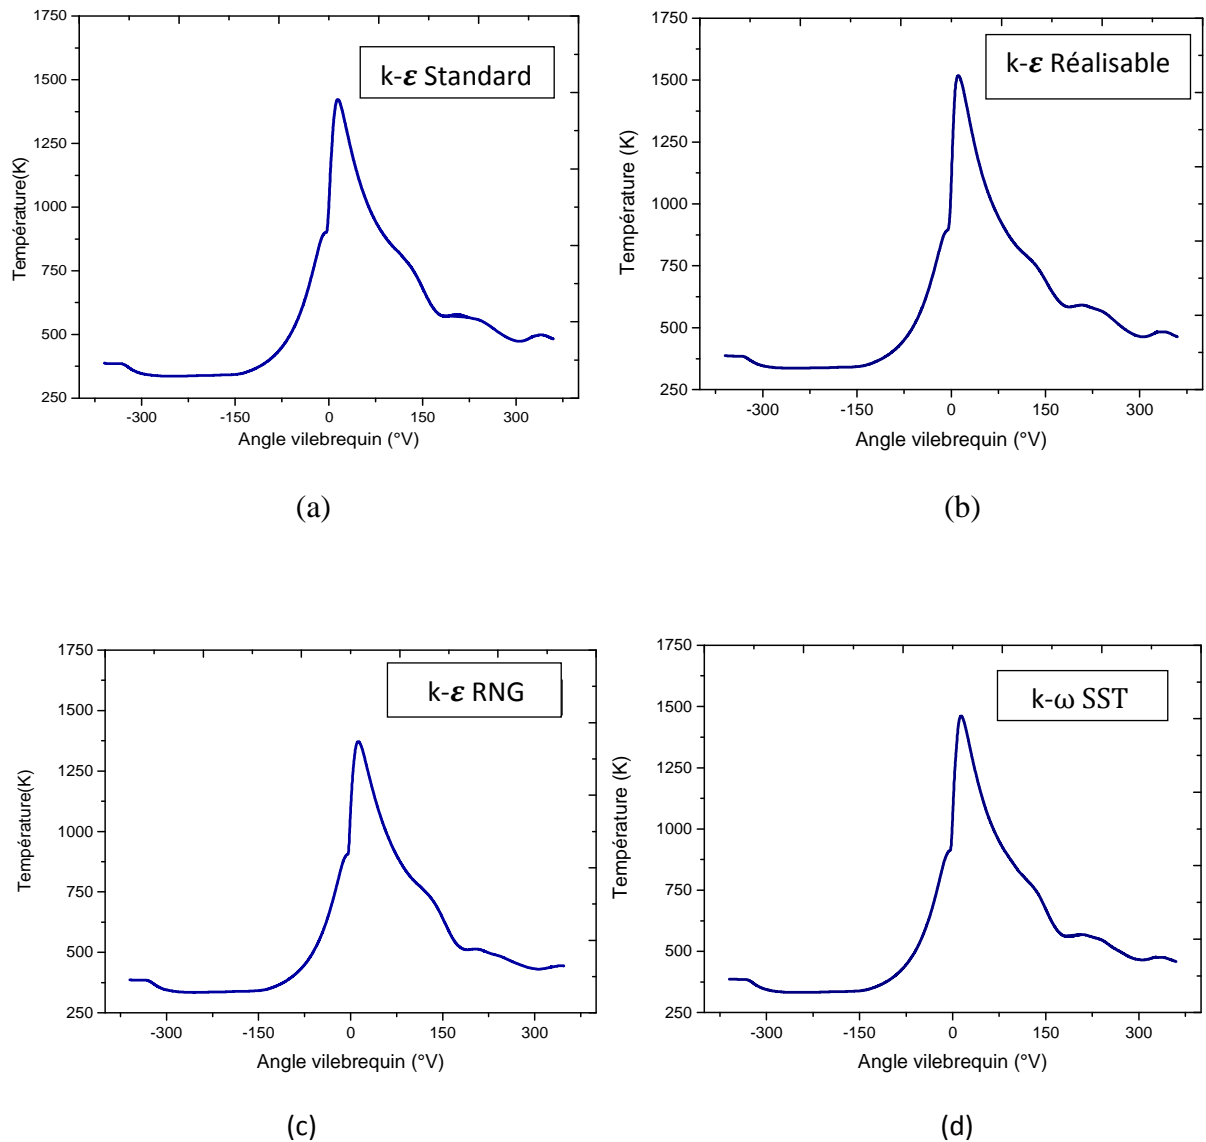 k-ε Standard
1750
1500
1250
1000
750
500
250
Température(K)
-300 -150 0 150 300
Angle vilebrequin (°V)
(a)
k-ε Réalisable
1750
1500
1250
1000
750
500
250
Température (K)
-300 -150 0 150 300
Angle vilebrequin (°V)
(b)
k-ε RNG
1750
1500
1250
1000
750
500
250
Température(K)
-300 -150 0 150 300
Angle vilebrequin (°V)
(c)
k-ω SST
1750
1500
1250
1000
750
500
250
Température (K)
-300 -150 0 150 300
Angle vilebrequin (°V)
(d)